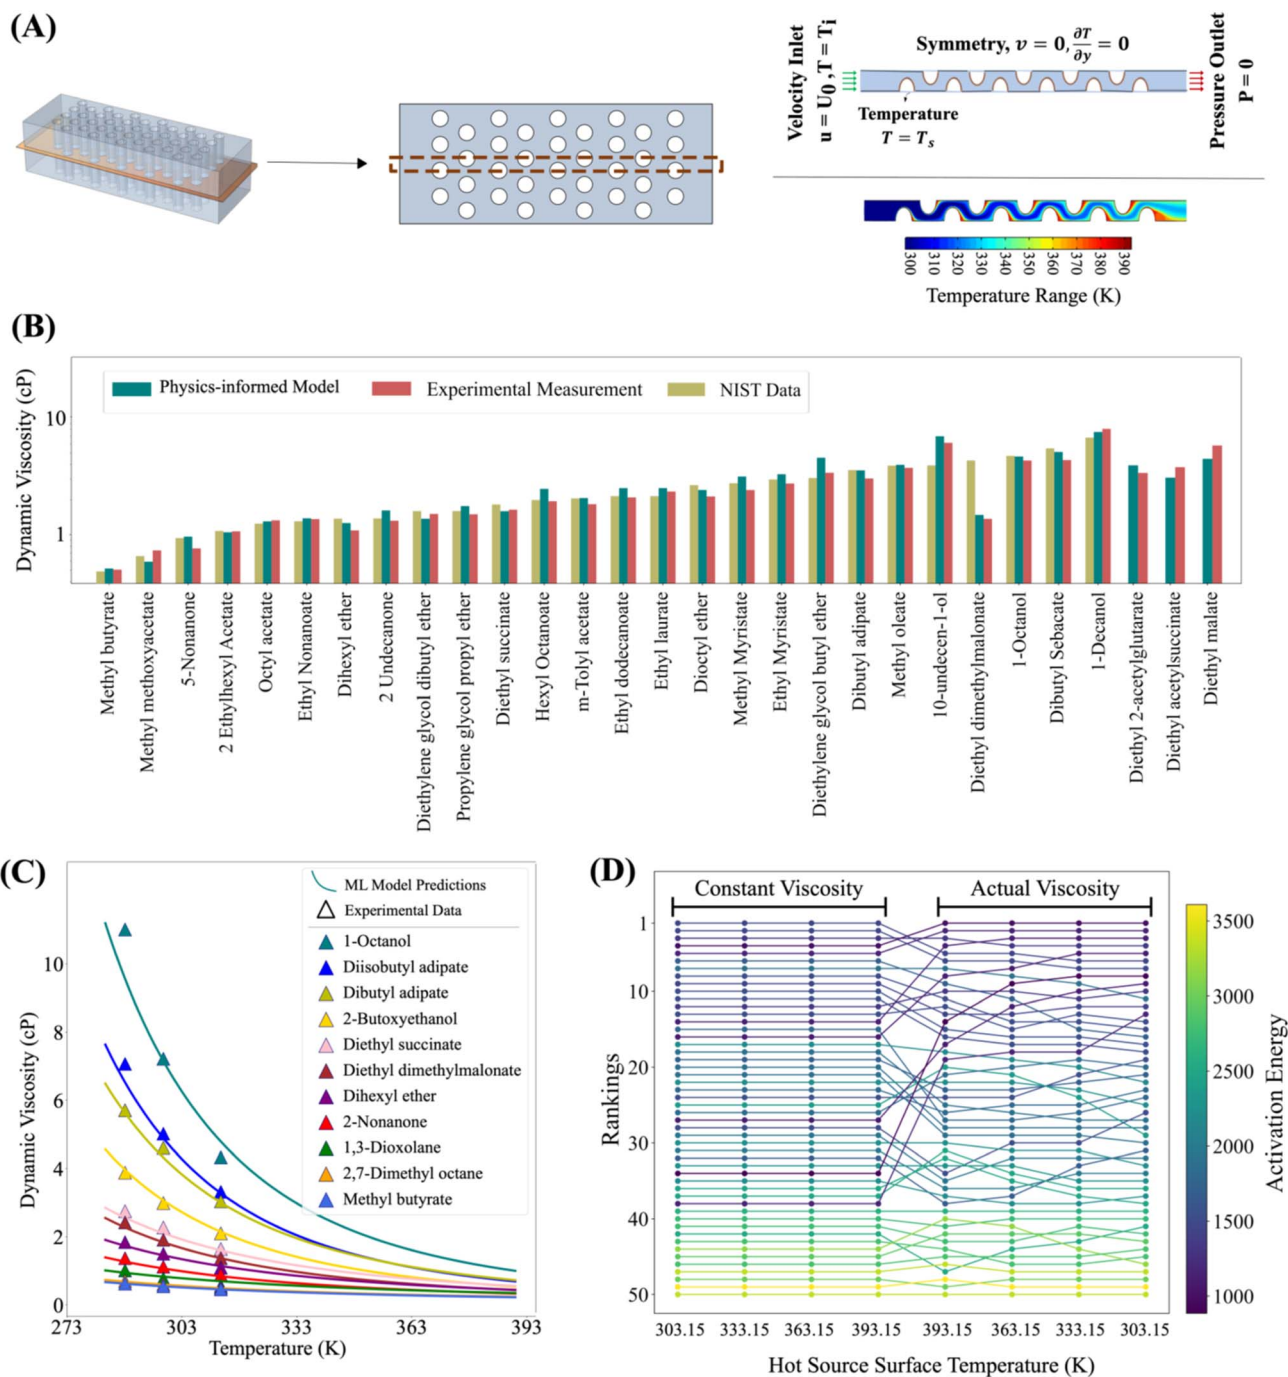 (A)
Velocity Inlet
u = U₀ ,T = Tᵢ
Symmetry, v = 0, ∂T/∂y = 0
Pressure Outlet
P = 0
Temperature
T = Tₛ
300 310 320 330 340 350 360 370 380 390
Temperature Range (K)
(B)
Dynamic Viscosity (cP)
Physics-informed Model
Experimental Measurement
NIST Data
10
1
Methyl butyrate
Methyl methoxyacetate
5-Nonanone
2 Ethylhexyl Acetate
Octyl acetate
Ethyl Nonanoate
Dihexyl ether
2 Undecanone
Diethylene glycol dibutyl ether
Propylene glycol propyl ether
Diethyl succinate
Hexyl Octanoate
m-Tolyl acetate
Ethyl dodecanoate
Ethyl laurate
Dioctyl ether
Methyl Myristate
Ethyl Myristate
Diethylene glycol butyl ether
Dibutyl adipate
Methyl oleate
10-undecen-1-ol
Diethyl dimethylmalonate
1-Octanol
Dibutyl Sebacate
1-Decanol
Diethyl 2-acetylglutarate
Diethyl acetylsuccinate
Diethyl malate
(C)
Dynamic Viscosity (cP)
10
8
6
4
2
0
ML Model Predictions
Experimental Data
1-Octanol
Diisobutyl adipate
Dibutyl adipate
2-Butoxyethanol
Diethyl succinate
Diethyl dimethylmalonate
Dihexyl ether
2-Nonanone
1,3-Dioxolane
2,7-Dimethyl octane
Methyl butyrate
273 303 333 363 393
Temperature (K)
(D)
Constant Viscosity
Actual Viscosity
Rankings
1
10
20
30
40
50
303.15 333.15 363.15 393.15 393.15 363.15 333.15 303.15
Hot Source Surface Temperature (K)
3500
3000
2500
2000
1500
1000
Activation Energy